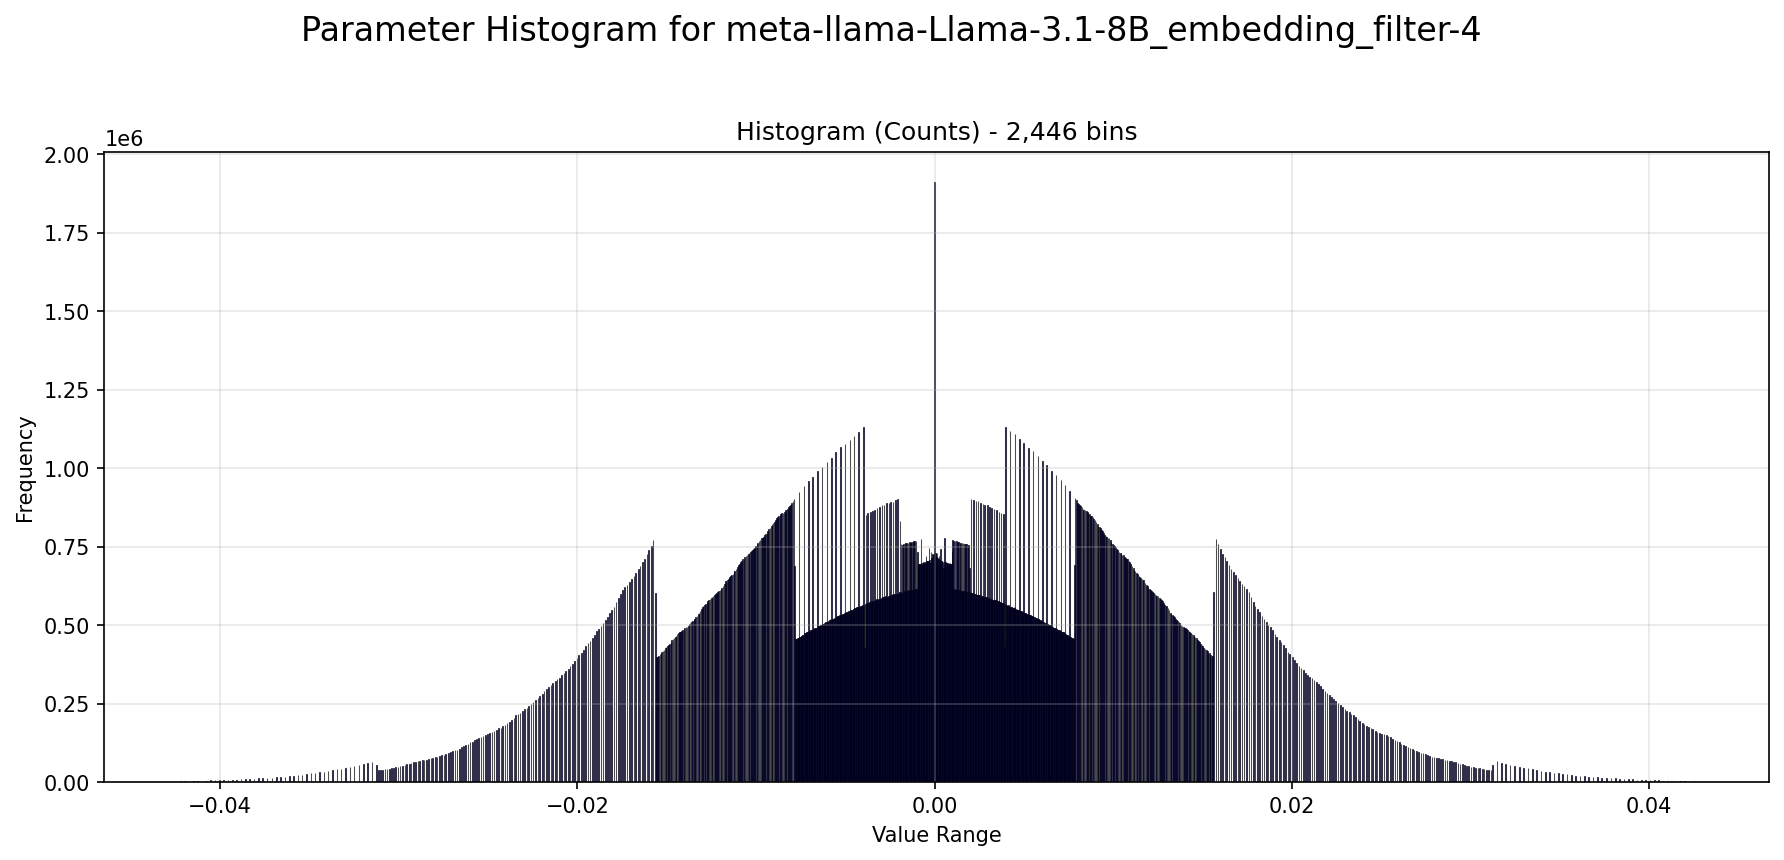 Parameter Histogram for meta-llama-Llama-3.1-8B_embedding_filter-4
Histogram (Counts) - 2,446 bins
1e6
2.00
1.75
1.50
1.25
1.00
0.75
0.50
0.25
0.00
Frequency
−0.04
−0.02
0.00
0.02
0.04
Value Range